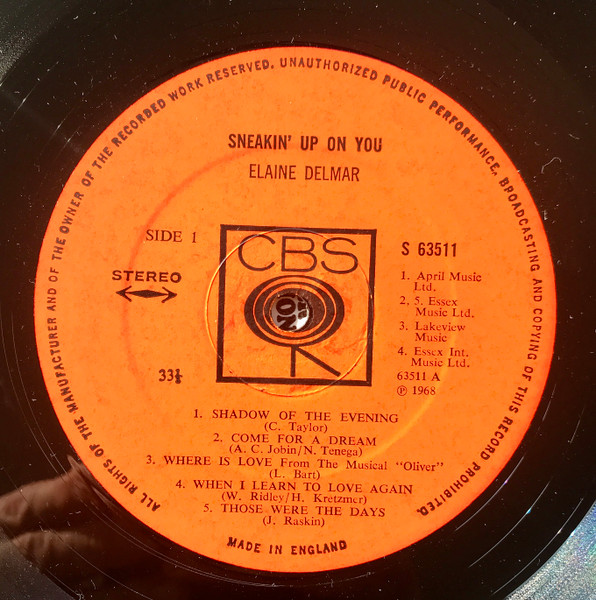 ALL RIGHTS OF THE MANUFACTURER AND OF THE OWNER OF THE RECORDED WORK RESERVED. UNAUTHORIZED PUBLIC PERFORMANCE, BROADCASTING AND COPYING OF THIS RECORD PROHIBITED.
SNEAKIN' UP ON YOU
ELAINE DELMAR
SIDE 1
STEREO
33⅓
CBS
S 63511
1. April Music
Ltd.
2, 5. Essex
Music Ltd.
3. Lakeview
Music
4. Essex Int.
Music Ltd.
63511 A
℗ 1968
1. SHADOW OF THE EVENING
(C. Taylor)
2. COME FOR A DREAM
(A. C. Jobin/N. Tenega)
3. WHERE IS LOVE From The Musical "Oliver"
(L. Bart)
4. WHEN I LEARN TO LOVE AGAIN
(W. Ridley/H. Kretzmer)
5. THOSE WERE THE DAYS
(J. Raskin)
MADE IN ENGLAND